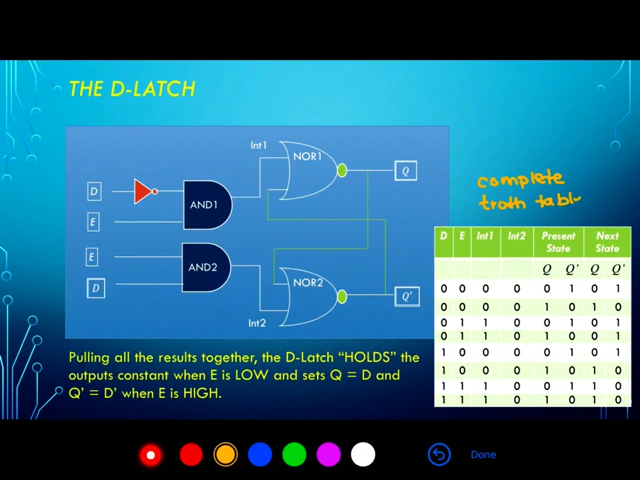 THE D-LATCH
Int1
NOR1
D
Q
AND1
E
complete
truth table
E
AND2
D
NOR2
Q'
Int2
D E Int1 Int2 Present State Next State
Q Q' Q Q'
0 0 0 0 0 1 0 1
0 0 0 0 1 0 1 0
0 1 1 0 0 1 0 1
0 1 1 0 1 0 0 1
1 0 0 0 0 1 0 1
1 0 0 0 1 0 1 0
1 1 1 0 0 1 1 0
1 1 1 0 1 0 1 0
Pulling all the results together, the D-Latch “HOLDS” the
outputs constant when E is LOW and sets Q = D and
Q' = D' when E is HIGH.
Done